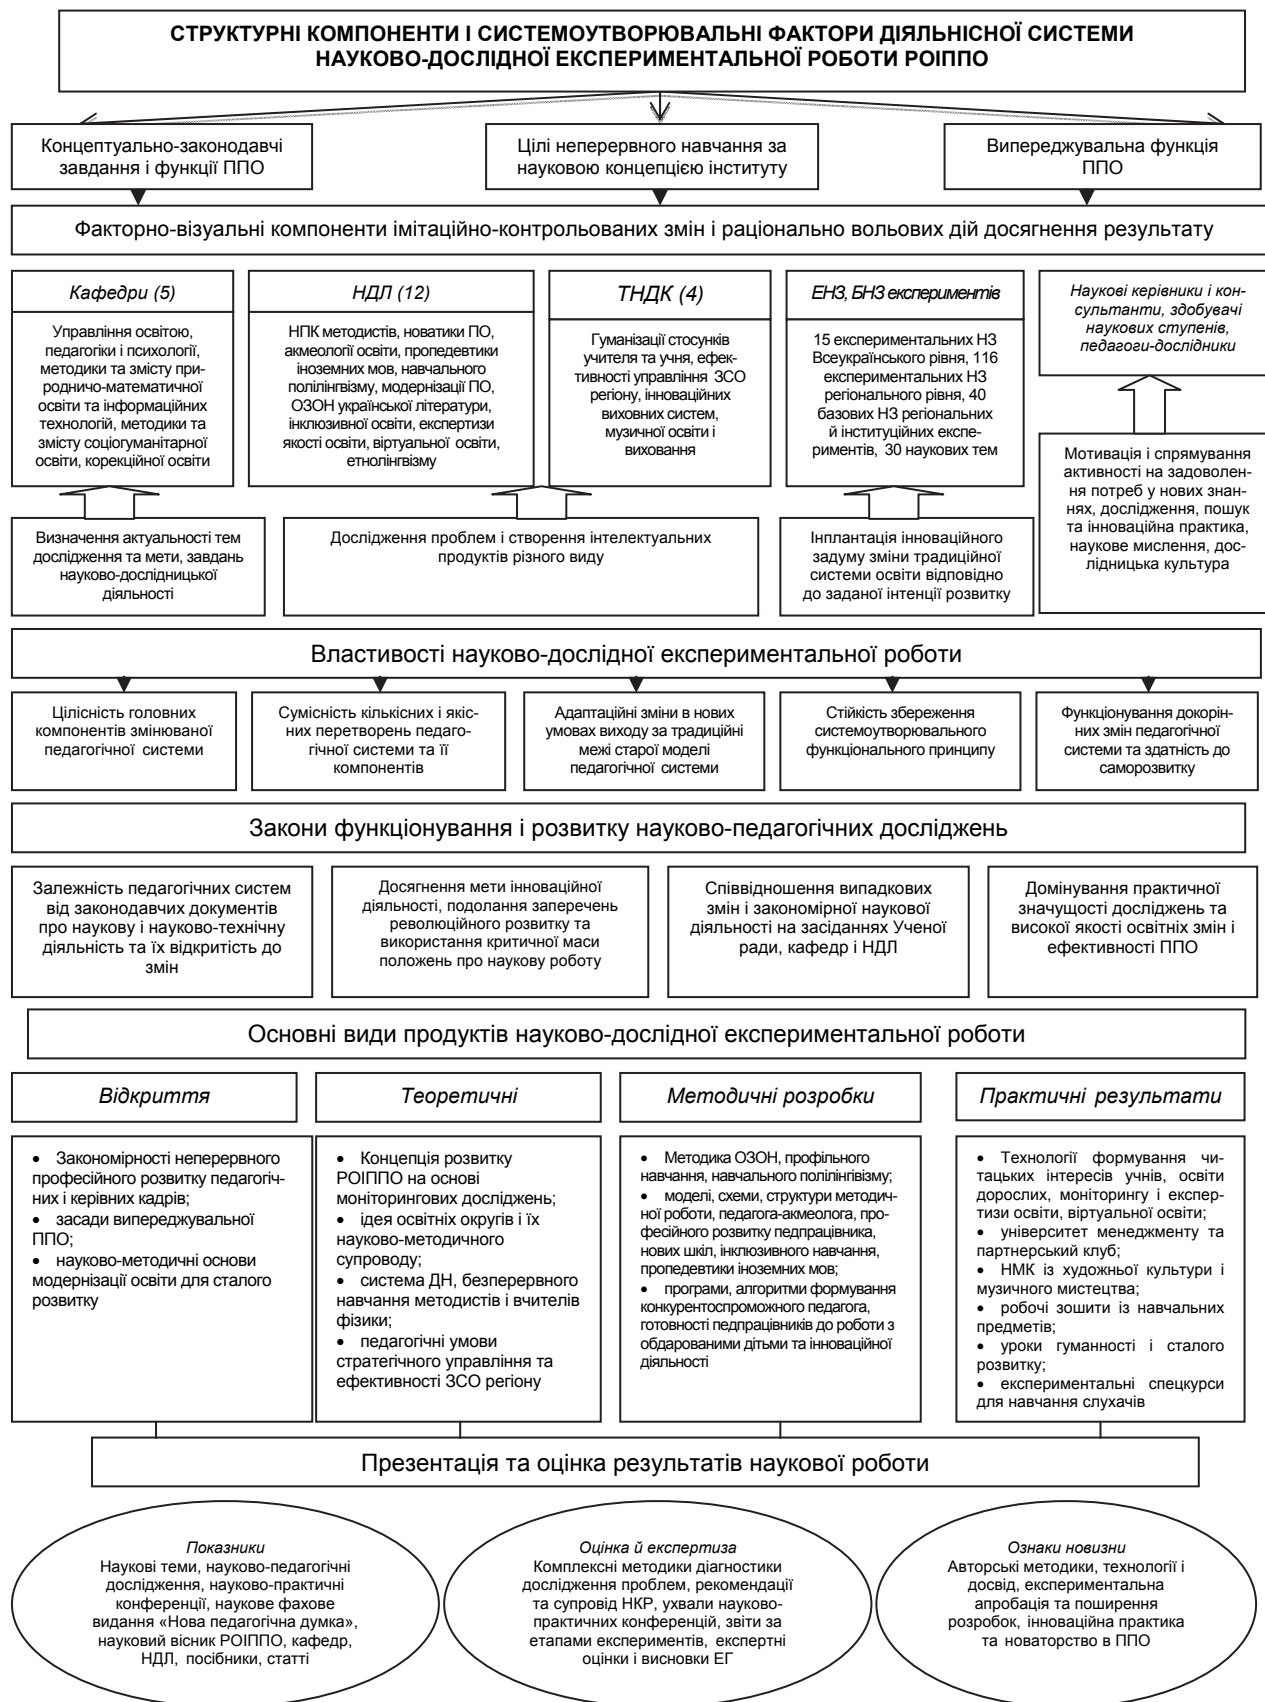 СТРУКТУРНІ КОМПОНЕНТИ І СИСТЕМОУТВОРЮВАЛЬНІ ФАКТОРИ ДІЯЛЬНІСНОЇ СИСТЕМИ
НАУКОВО-ДОСЛІДНОЇ ЕКСПЕРИМЕНТАЛЬНОЇ РОБОТИ РОІППО
Концептуально-законодавчі
завдання і функції ППО
Цілі неперервного навчання за
науковою концепцією інституту
Випереджувальна функція
ППО
Факторно-візуальні компоненти імітаційно-контрольованих змін і раціонально вольових дій досягнення результату
Кафедри (5)
Управління освітою,
педагогіки і психології,
методики та змісту при-
родничо-математичної
освіти та інформаційних
технологій, методики та
змісту соціогуманітарної
освіти, корекційної освіти
НДЛ (12)
НПК методистів, новатики ПО,
акмеології освіти, пропедевтики
іноземних мов, навчального
полілінгвізму, модернізації ПО,
ОЗОН української літератури,
інклюзивної освіти, експертизи
якості освіти, віртуальної освіти,
етнолінгвізму
ТНДК (4)
Гуманізації стосунків
учителя та учня, ефек-
тивності управління ЗСО
регіону, інноваційних
виховних систем,
музичної освіти і
виховання
ЕНЗ, БНЗ експериментів
15 експериментальних НЗ
Всеукраїнського рівня, 116
експериментальних НЗ
регіонального рівня, 40
базових НЗ регіональних
й інституційних експе-
риментів, 30 наукових тем
Наукові керівники і кон-
сультанти, здобувачі
наукових ступенів,
педагоги-дослідники
Визначення актуальності тем
дослідження та мети, завдань
науково-дослідницької
діяльності
Дослідження проблем і створення інтелектуальних
продуктів різного виду
Інплантація інноваційного
задуму зміни традиційної
системи освіти відповідно
до заданої інтенції розвитку
Мотивація і спрямування
активності на задоволен-
ня потреб у нових знан-
нях, дослідження, пошук
та інноваційна практика,
наукове мислення, дос-
лідницька культура
Властивості науково-дослідної експериментальної роботи
Цілісність головних
компонентів змінюваної
педагогічної системи
Сумісність кількісних і якіс-
них перетворень педаго-
гічної системи та її
компонентів
Адаптаційні зміни в нових
умовах виходу за традиційні
межі старої моделі
педагогічної системи
Стійкість збереження
системоутворювального
функціонального принципу
Функціонування докорін-
них змін педагогічної
системи та здатність до
саморозвитку
Закони функціонування і розвитку науково-педагогічних досліджень
Залежність педагогічних систем
від законодавчих документів
про наукову і науково-технічну
діяльність та їх відкритість до
змін
Досягнення мети інноваційної
діяльності, подолання заперечень
революційного розвитку та
використання критичної маси
положень про наукову роботу
Співвідношення випадкових
змін і закономірної наукової
діяльності на засіданнях Ученої
ради, кафедр і НДЛ
Домінування практичної
значущості досліджень та
високої якості освітніх змін і
ефективності ППО
Основні види продуктів науково-дослідної експериментальної роботи
Відкриття
• Закономірності неперервного
професійного розвитку педагогіч-
них і керівних кадрів;
• засади випереджувальної
ППО;
• науково-методичні основи
модернізації освіти для сталого
розвитку
Теоретичні
• Концепція розвитку
РОІППО на основі
моніторингових досліджень;
• ідея освітніх округів і їх
науково-методичного
супроводу;
• система ДН, безперервного
навчання методистів і вчителів
фізики;
• педагогічні умови
стратегічного управління та
ефективності ЗСО регіону
Методичні розробки
• Методика ОЗОН, профільного
навчання, навчального полілінгвізму;
• моделі, схеми, структури методич-
ної роботи, педагога-акмеолога, про-
фесійного розвитку педпрацівника,
нових шкіл, інклюзивного навчання,
пропедевтики іноземних мов;
• програми, алгоритми формування
конкурентоспроможного педагога,
готовності педпрацівників до роботи з
обдарованими дітьми та інноваційної
діяльності
Практичні результати
• Технології формування чи-
тацьких інтересів учнів, освіти
дорослих, моніторингу і експер-
тизи освіти, віртуальної освіти;
• університет менеджменту та
партнерський клуб;
• НМК із художньої культури і
музичного мистецтва;
• робочі зошити із навчальних
предметів;
• уроки гуманності і сталого
розвитку;
• експериментальні спецкурси
для навчання слухачів
Презентація та оцінка результатів наукової роботи
Показники
Наукові теми, науково-педагогічні
дослідження, науково-практичні
конференції, наукове фахове
видання «Нова педагогічна думка»,
науковий вісник РОІППО, кафедр,
НДЛ, посібники, статті
Оцінка й експертиза
Комплексні методики діагностики
дослідження проблем, рекомендації
та супровід НКР, ухвали науково-
практичних конференцій, звіти за
етапами експериментів, експертні
оцінки і висновки ЕГ
Ознаки новизни
Авторські методики, технології і
досвід, експериментальна
апробація та поширення
розробок, інноваційна практика
та новаторство в ППО